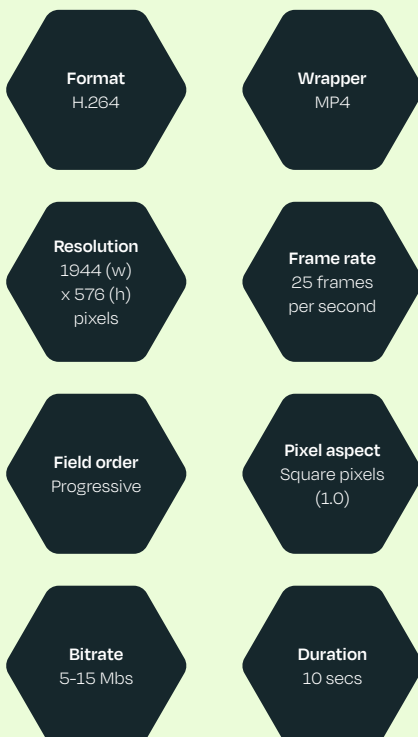 Format
H.264
Wrapper
MP4
Resolution
1944 (w)
x 576 (h)
pixels
Frame rate
25 frames
per second
Field order
Progressive
Pixel aspect
Square pixels
(1.0)
Bitrate
5-15 Mbs
Duration
10 secs